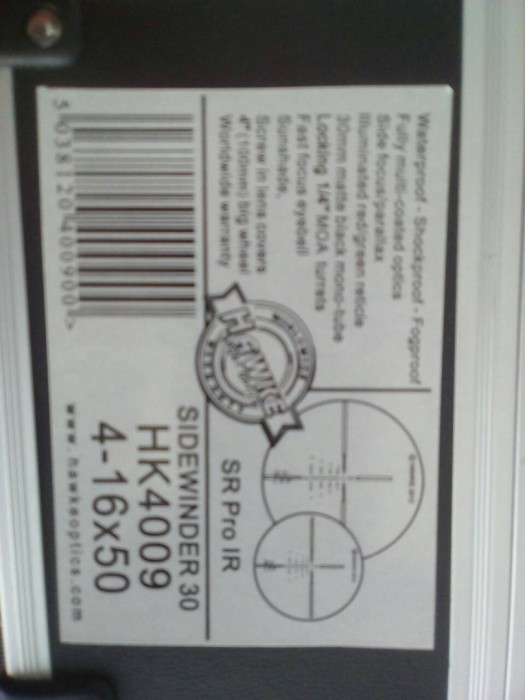 Waterproof - Shockproof - Fogproof
Fully multi-coated optics
Side focus/parallax
Illuminated red/green reticle
30mm matte black mono-tube
Locking 1/4" MOA turrets
Fast focus eyebell
Sunshade,
Screw in lens covers
4" (100mm) big wheel
Worldwide warranty
HAWKE
WORLDWIDE
WARRANTY
SR Pro IR
SIDEWINDER 30
HK4009
4-16x50
www.hawkeoptics.com
5 038120 400900 >